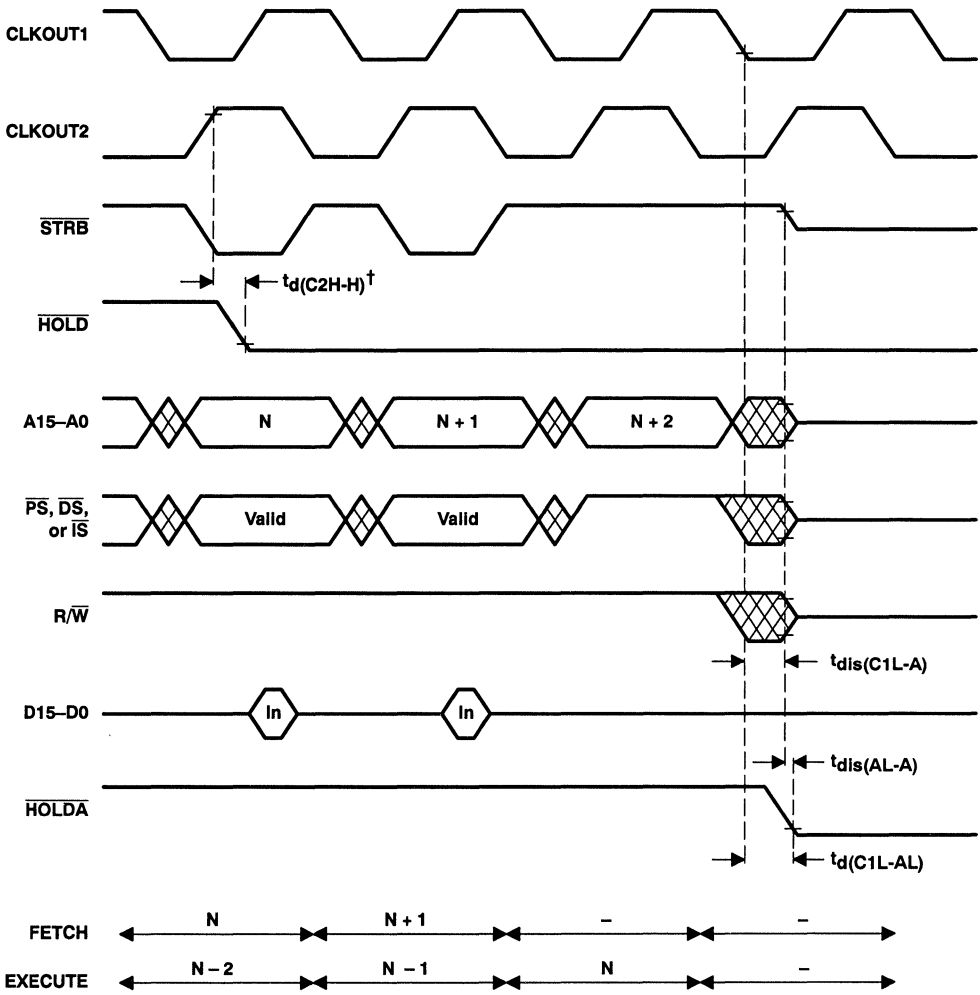 CLKOUT1
CLKOUT2
STRB
td(C2H-H)†
HOLD
A15–A0 N N + 1 N + 2
PS, DS,
or IS
Valid Valid
R/W
tdis(C1L-A)
D15–D0 In In
tdis(AL-A)
HOLDA
td(C1L-AL)
FETCH N N + 1 – –
EXECUTE N – 2 N – 1 N –